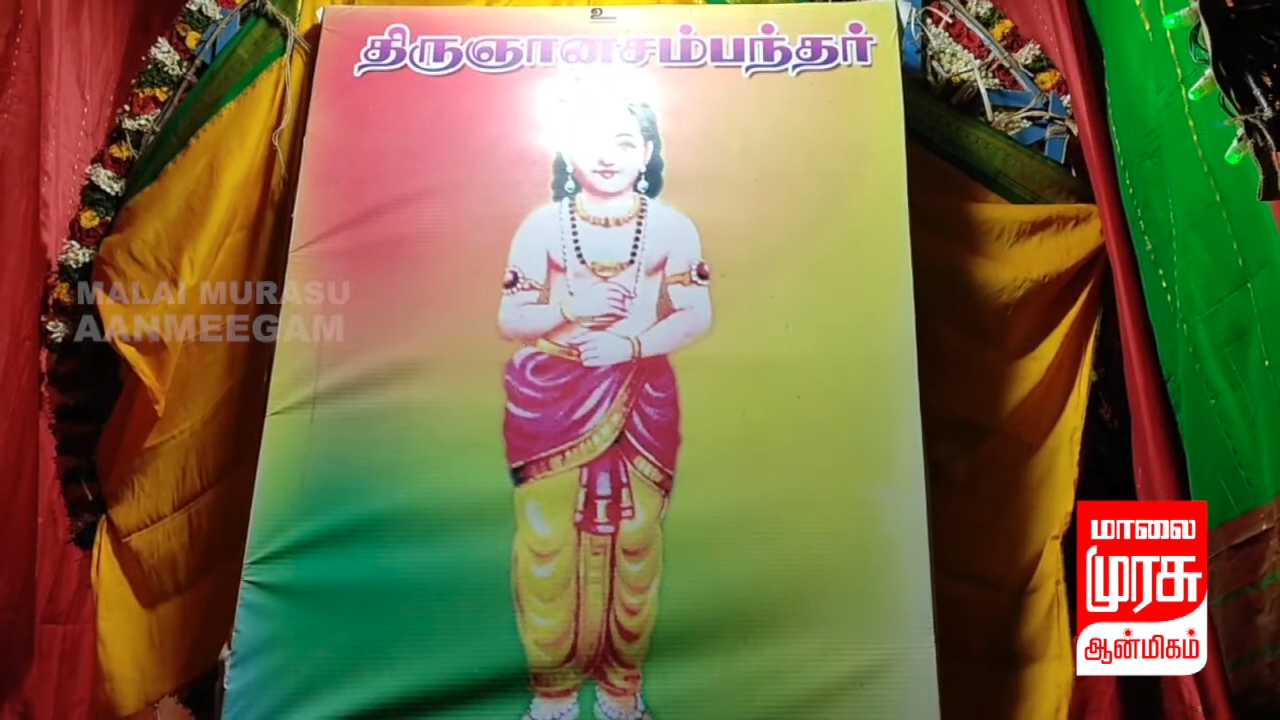 உ
திருஞானசம்பந்தர்
MALAI MURASU
AANMEEGAM
மாலை
முரசு
ஆன்மிகம்